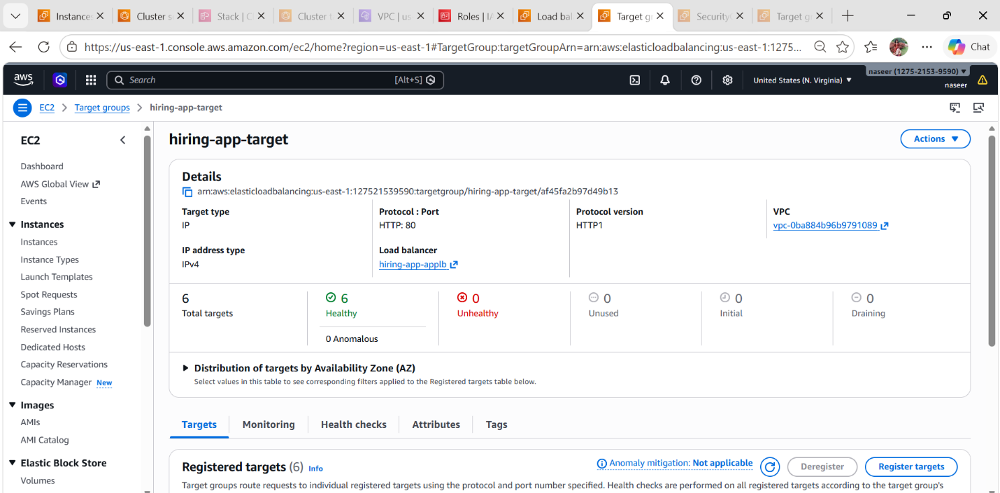 Instances
Cluster s
Stack | C
Cluster t
VPC | us
Roles | IA
Load bal
Target gr
Security
Target gr
https://us-east-1.console.aws.amazon.com/ec2/home?region=us-east-1#TargetGroup:targetGroupArn=arn:aws:elasticloadbalancing:us-east-1:1275...
Chat
aws
Search
[Alt+S]
United States (N. Virginia)
naseer (1275-2153-9590)
naseer
EC2
Target groups
hiring-app-target
EC2
Dashboard
AWS Global View
Events
Instances
Instances
Instance Types
Launch Templates
Spot Requests
Savings Plans
Reserved Instances
Dedicated Hosts
Capacity Reservations
Capacity Manager New
Images
AMIs
AMI Catalog
Elastic Block Store
Volumes
hiring-app-target
Actions
Details
arn:aws:elasticloadbalancing:us-east-1:127521539590:targetgroup/hiring-app-target/af45fa2b97d49b13
Target type
IP
Protocol : Port
HTTP: 80
Protocol version
HTTP1
VPC
vpc-0ba884b96b9791089
IP address type
IPv4
Load balancer
hiring-app-applb
6
Total targets
6
Healthy
0 Anomalous
0
Unhealthy
0
Unused
0
Initial
0
Draining
Distribution of targets by Availability Zone (AZ)
Select values in this table to see corresponding filters applied to the Registered targets table below.
Targets
Monitoring
Health checks
Attributes
Tags
Registered targets (6) Info
Anomaly mitigation: Not applicable
Deregister
Register targets
Target groups route requests to individual registered targets using the protocol and port number specified. Health checks are performed on all registered targets according to the target group's